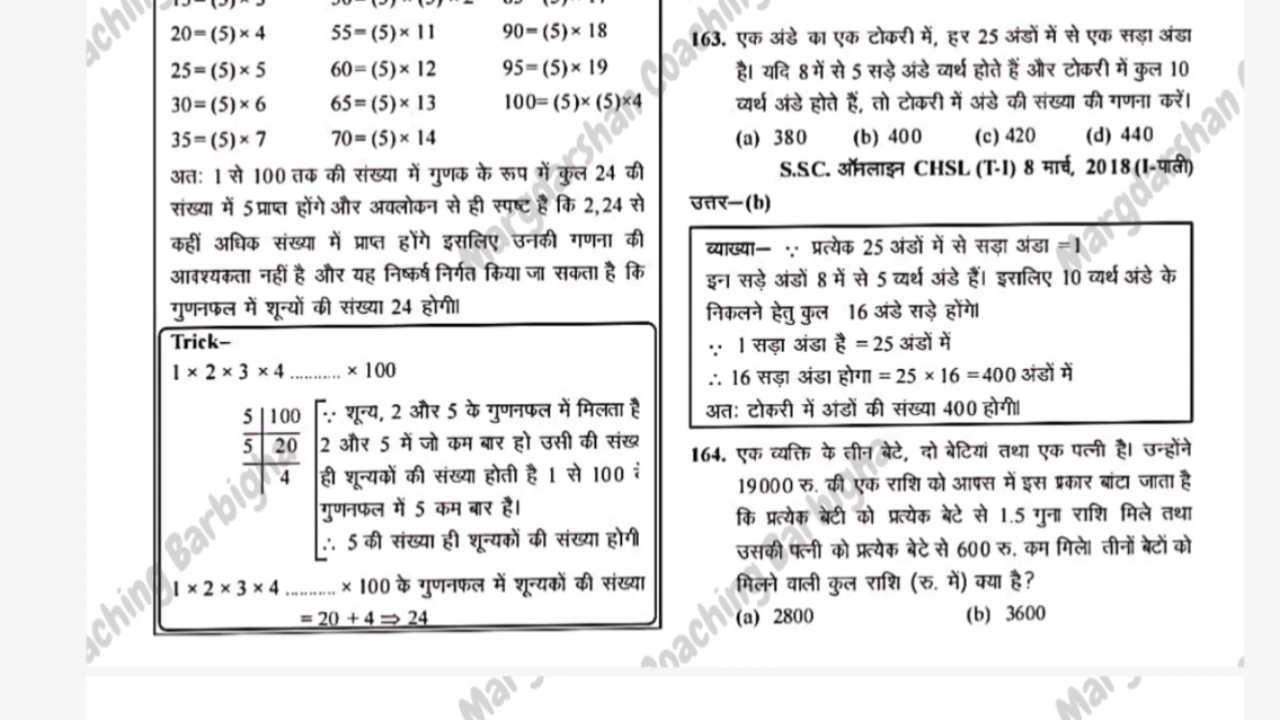 20=(5)×4 55=(5)×11 90=(5)×18
25=(5)×5 60=(5)×12 95=(5)×19
30=(5)×6 65=(5)×13 100=(5)×(5)×4
35=(5)×7 70=(5)×14
अतः 1 से 100 तक की संख्या में गुणक के रूप में कुल 24 की
संख्या में 5 प्राप्त होंगे और अवलोकन से ही स्पष्ट है कि 2,24 से
कहीं अधिक संख्या में प्राप्त होंगे इसलिए उनकी गणना की
आवश्यकता नहीं है और यह निष्कर्ष निर्गत किया जा सकता है कि
गुणनफल में शून्यों की संख्या 24 होगी।
Trick–
1 × 2 × 3 × 4 .......... × 100
5 100
5 20
4
∵ शून्य, 2 और 5 के गुणनफल में मिलता है
2 और 5 में जो कम बार हो उसी की संख्य
ही शून्यकों की संख्या होती है 1 से 100
गुणनफल में 5 कम बार है।
∴ 5 की संख्या ही शून्यकों की संख्या होगी
1 × 2 × 3 × 4 .......... × 100 के गुणनफल में शून्यकों की संख्या
= 20 + 4 ⇒ 24
163. एक अंडे का एक टोकरी में, हर 25 अंडों में से एक सड़ा अंडा
है। यदि 8 में से 5 सड़े अंडे व्यर्थ होते हैं और टोकरी में कुल 10
व्यर्थ अंडे होते हैं, तो टोकरी में अंडे की संख्या की गणना करें।
(a) 380 (b) 400 (c) 420 (d) 440
S.S.C. ऑनलाइन CHSL (T-I) 8 मार्च, 2018 (I-पाली)
उत्तर–(b)
व्याख्या– ∵ प्रत्येक 25 अंडों में से सड़ा अंडा =1
इन सड़े अंडों 8 में से 5 व्यर्थ अंडे हैं। इसलिए 10 व्यर्थ अंडे के
निकलने हेतु कुल 16 अंडे सड़े होंगे।
∵ 1 सड़ा अंडा है = 25 अंडों में
∴ 16 सड़ा अंडा होगा = 25 × 16 = 400 अंडों में
अतः टोकरी में अंडों की संख्या 400 होगी।
164. एक व्यक्ति के तीन बेटे, दो बेटियां तथा एक पत्नी है। उन्होंने
19000 रु. की एक राशि को आपस में इस प्रकार बांटा जाता है
कि प्रत्येक बेटी को प्रत्येक बेटे से 1.5 गुना राशि मिले तथा
उसकी पत्नी को प्रत्येक बेटे से 600 रु. कम मिले। तीनों बेटों को
मिलने वाली कुल राशि (रु. में) क्या है?
(a) 2800 (b) 3600